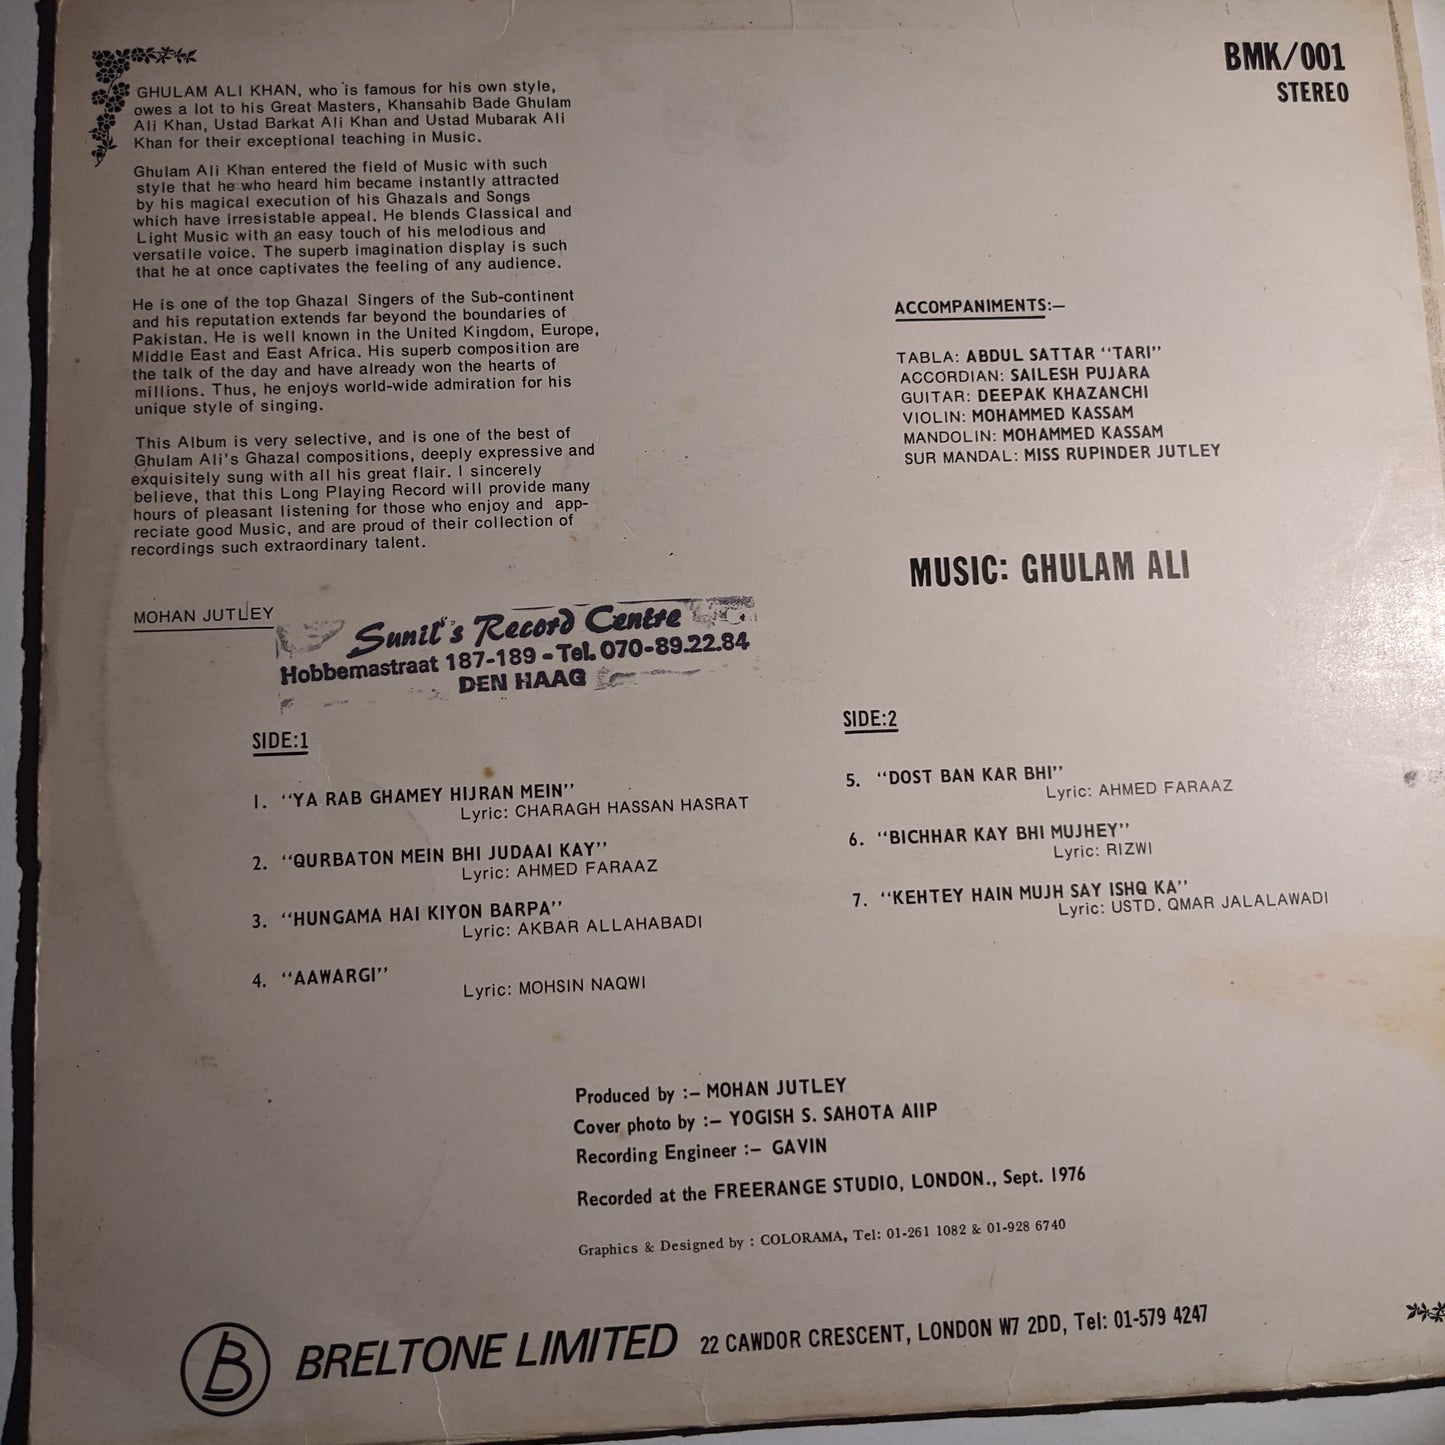 BMK/001
STEREO
GHULAM ALI KHAN, who is famous for his own style,
owes a lot to his Great Masters, Khansahib Bade Ghulam
Ali Khan, Ustad Barkat Ali Khan and Ustad Mubarak Ali
Khan for their exceptional teaching in Music.
Ghulam Ali Khan entered the field of Music with such
style that he who heard him became instantly attracted
by his magical execution of his Ghazals and Songs
which have irresistable appeal. He blends Classical and
Light Music with an easy touch of his melodious and
versatile voice. The superb imagination display is such
that he at once captivates the feeling of any audience.
He is one of the top Ghazal Singers of the Sub-continent
and his reputation extends far beyond the boundaries of
Pakistan. He is well known in the United Kingdom, Europe,
Middle East and East Africa. His superb composition are
the talk of the day and have already won the hearts of
millions. Thus, he enjoys world-wide admiration for his
unique style of singing.
This Album is very selective, and is one of the best of
Ghulam Ali's Ghazal compositions, deeply expressive and
exquisitely sung with all his great flair. I sincerely
believe, that this Long Playing Record will provide many
hours of pleasant listening for those who enjoy and app-
reciate good Music, and are proud of their collection of
recordings such extraordinary talent.
MOHAN JUTLEY
Sunil's Record Centre
Hobbemastraat 187-189 - Tel. 070-89.22.84
DEN HAAG
ACCOMPANIMENTS:–
TABLA: ABDUL SATTAR "TARI"
ACCORDIAN: SAILESH PUJARA
GUITAR: DEEPAK KHAZANCHI
VIOLIN: MOHAMMED KASSAM
MANDOLIN: MOHAMMED KASSAM
SUR MANDAL: MISS RUPINDER JUTLEY
MUSIC: GHULAM ALI
SIDE:1
1. "YA RAB GHAMEY HIJRAN MEIN"
Lyric: CHARAGH HASSAN HASRAT
2. "QURBATON MEIN BHI JUDAAI KAY"
Lyric: AHMED FARAAZ
3. "HUNGAMA HAI KIYON BARPA"
Lyric: AKBAR ALLAHABADI
4. "AAWARGI"
Lyric: MOHSIN NAQWI
SIDE:2
5. "DOST BAN KAR BHI"
Lyric: AHMED FARAAZ
6. "BICHHAR KAY BHI MUJHEY"
Lyric: RIZWI
7. "KEHTEY HAIN MUJH SAY ISHQ KA"
Lyric: USTD. QMAR JALALAWADI
Produced by :– MOHAN JUTLEY
Cover photo by :– YOGISH S. SAHOTA AIIP
Recording Engineer :– GAVIN
Recorded at the FREERANGE STUDIO, LONDON., Sept. 1976
Graphics & Designed by : COLORAMA, Tel: 01-261 1082 & 01-928 6740
B BRELTONE LIMITED 22 CAWDOR CRESCENT, LONDON W7 2DD, Tel: 01-579 4247